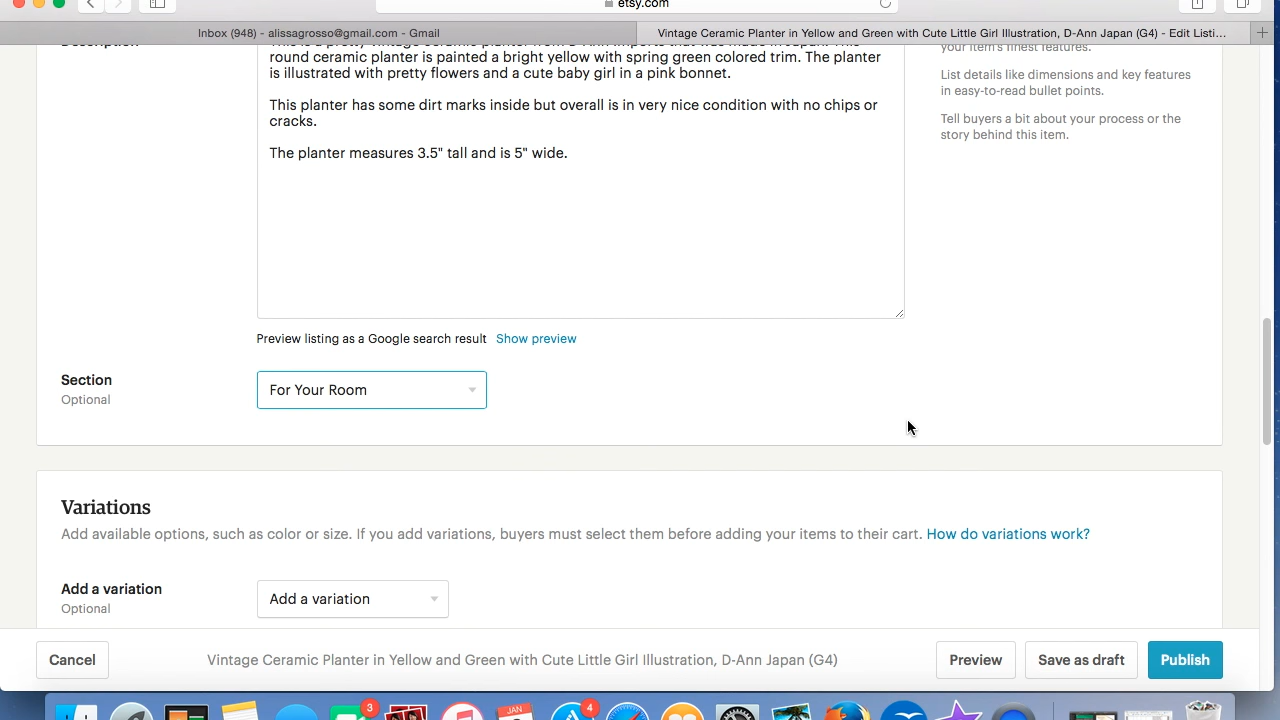 etsy.com
Inbox (948) - alissagrosso@gmail.com - Gmail
Vintage Ceramic Planter in Yellow and Green with Cute Little Girl Illustration, D-Ann Japan (G4) - Edit Listi...
your item's finest features.
round ceramic planter is painted a bright yellow with spring green colored trim. The planter
is illustrated with pretty flowers and a cute baby girl in a pink bonnet.
List details like dimensions and key features
in easy-to-read bullet points.
This planter has some dirt marks inside but overall is in very nice condition with no chips or
cracks.
Tell buyers a bit about your process or the
story behind this item.
The planter measures 3.5" tall and is 5" wide.
Preview listing as a Google search result Show preview
Section
Optional
For Your Room
Variations
Add available options, such as color or size. If you add variations, buyers must select them before adding your items to their cart. How do variations work?
Add a variation
Optional
Add a variation
Cancel
Vintage Ceramic Planter in Yellow and Green with Cute Little Girl Illustration, D-Ann Japan (G4)
Preview
Save as draft
Publish
3
JAN
4